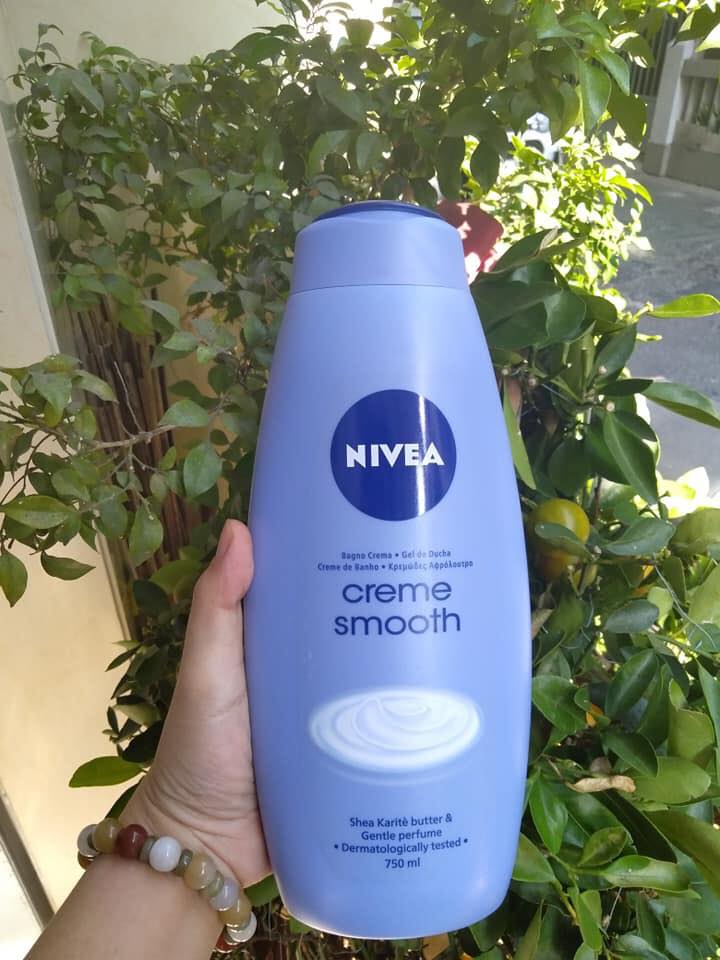 NIVEA
Bagno Crema • Gel de Ducha
Creme de Banho • Κρεμώδες Αφρόλουτρο
creme
smooth
Shea Karitè butter &
Gentle perfume
• Dermatologically tested •
750 ml